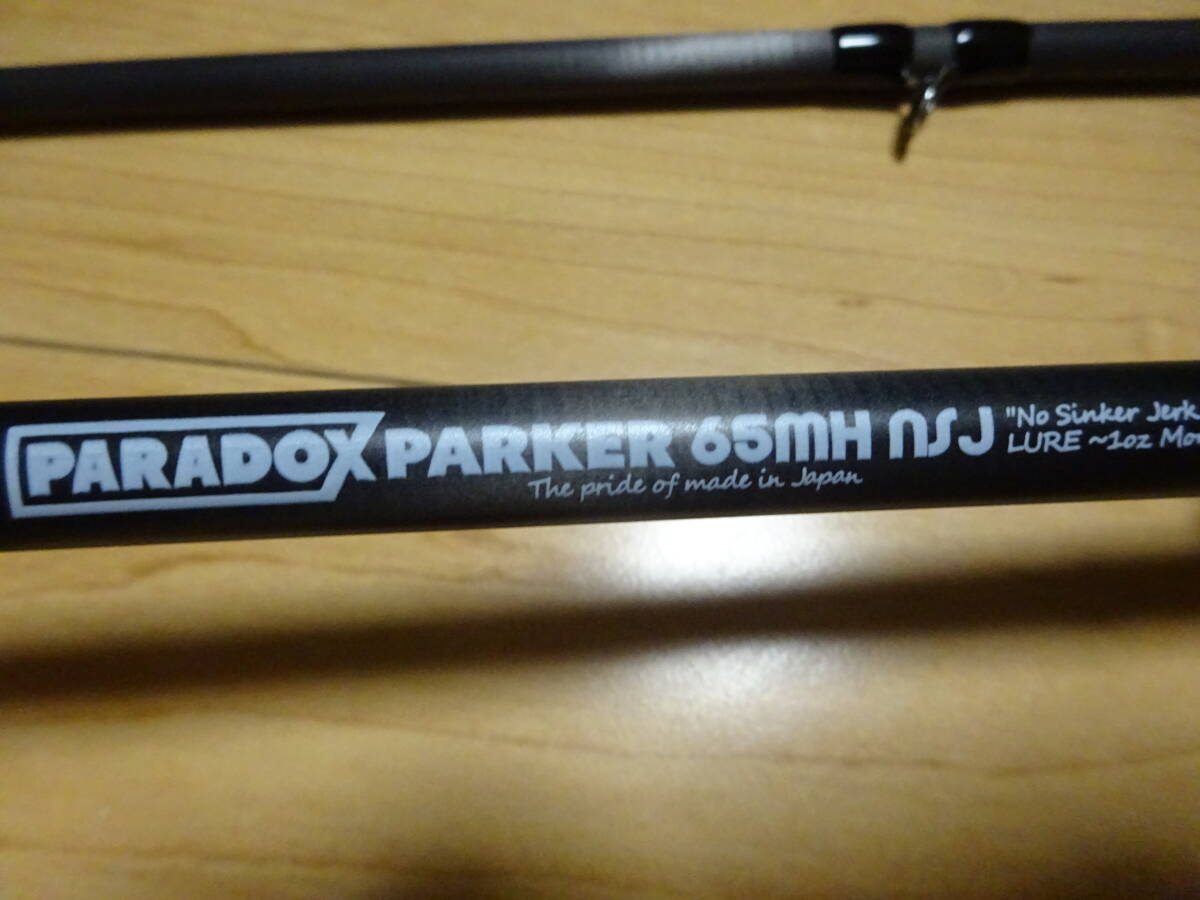 PARADOX PARKER 65MH NSJ "No Sinker Jerk
LURE ~1oz
The pride of made in Japan